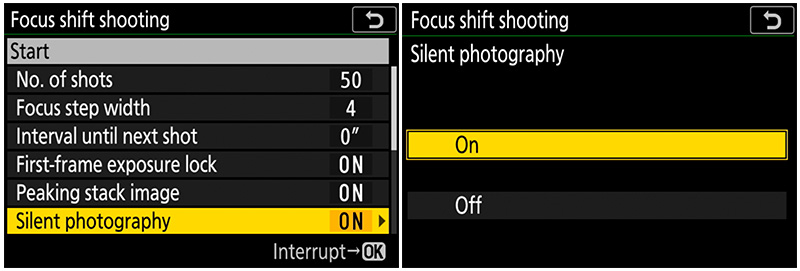 Focus shift shooting
Start
No. of shots 50
Focus step width 4
Interval until next shot 0″
First-frame exposure lock ON
Peaking stack image ON
Silent photography ON
Interrupt→OK
Focus shift shooting
Silent photography
On
Off